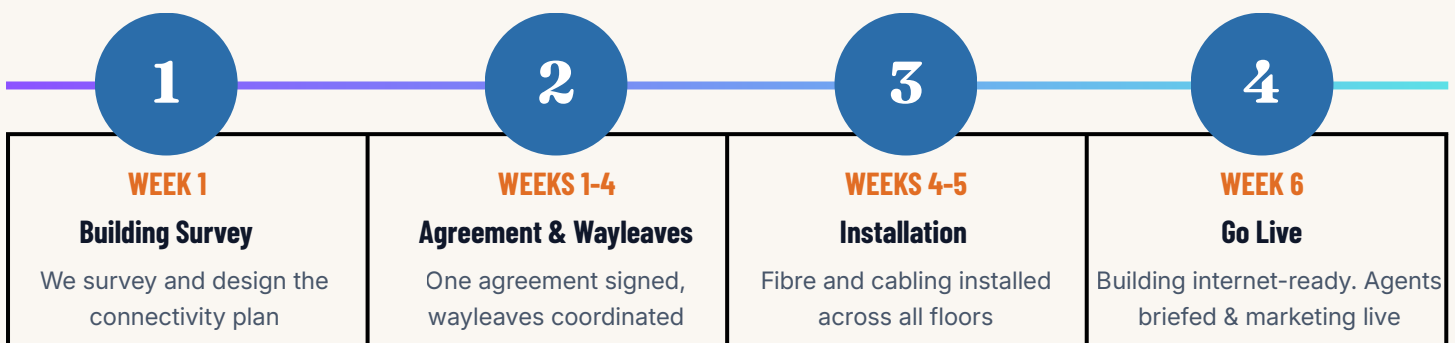 1
2
3
4
WEEK 1
Building Survey
We survey and design the
connectivity plan
WEEKS 1-4
Agreement & Wayleaves
One agreement signed,
wayleaves coordinated
WEEKS 4-5
Installation
Fibre and cabling installed
across all floors
WEEK 6
Go Live
Building internet-ready. Agents
briefed & marketing live